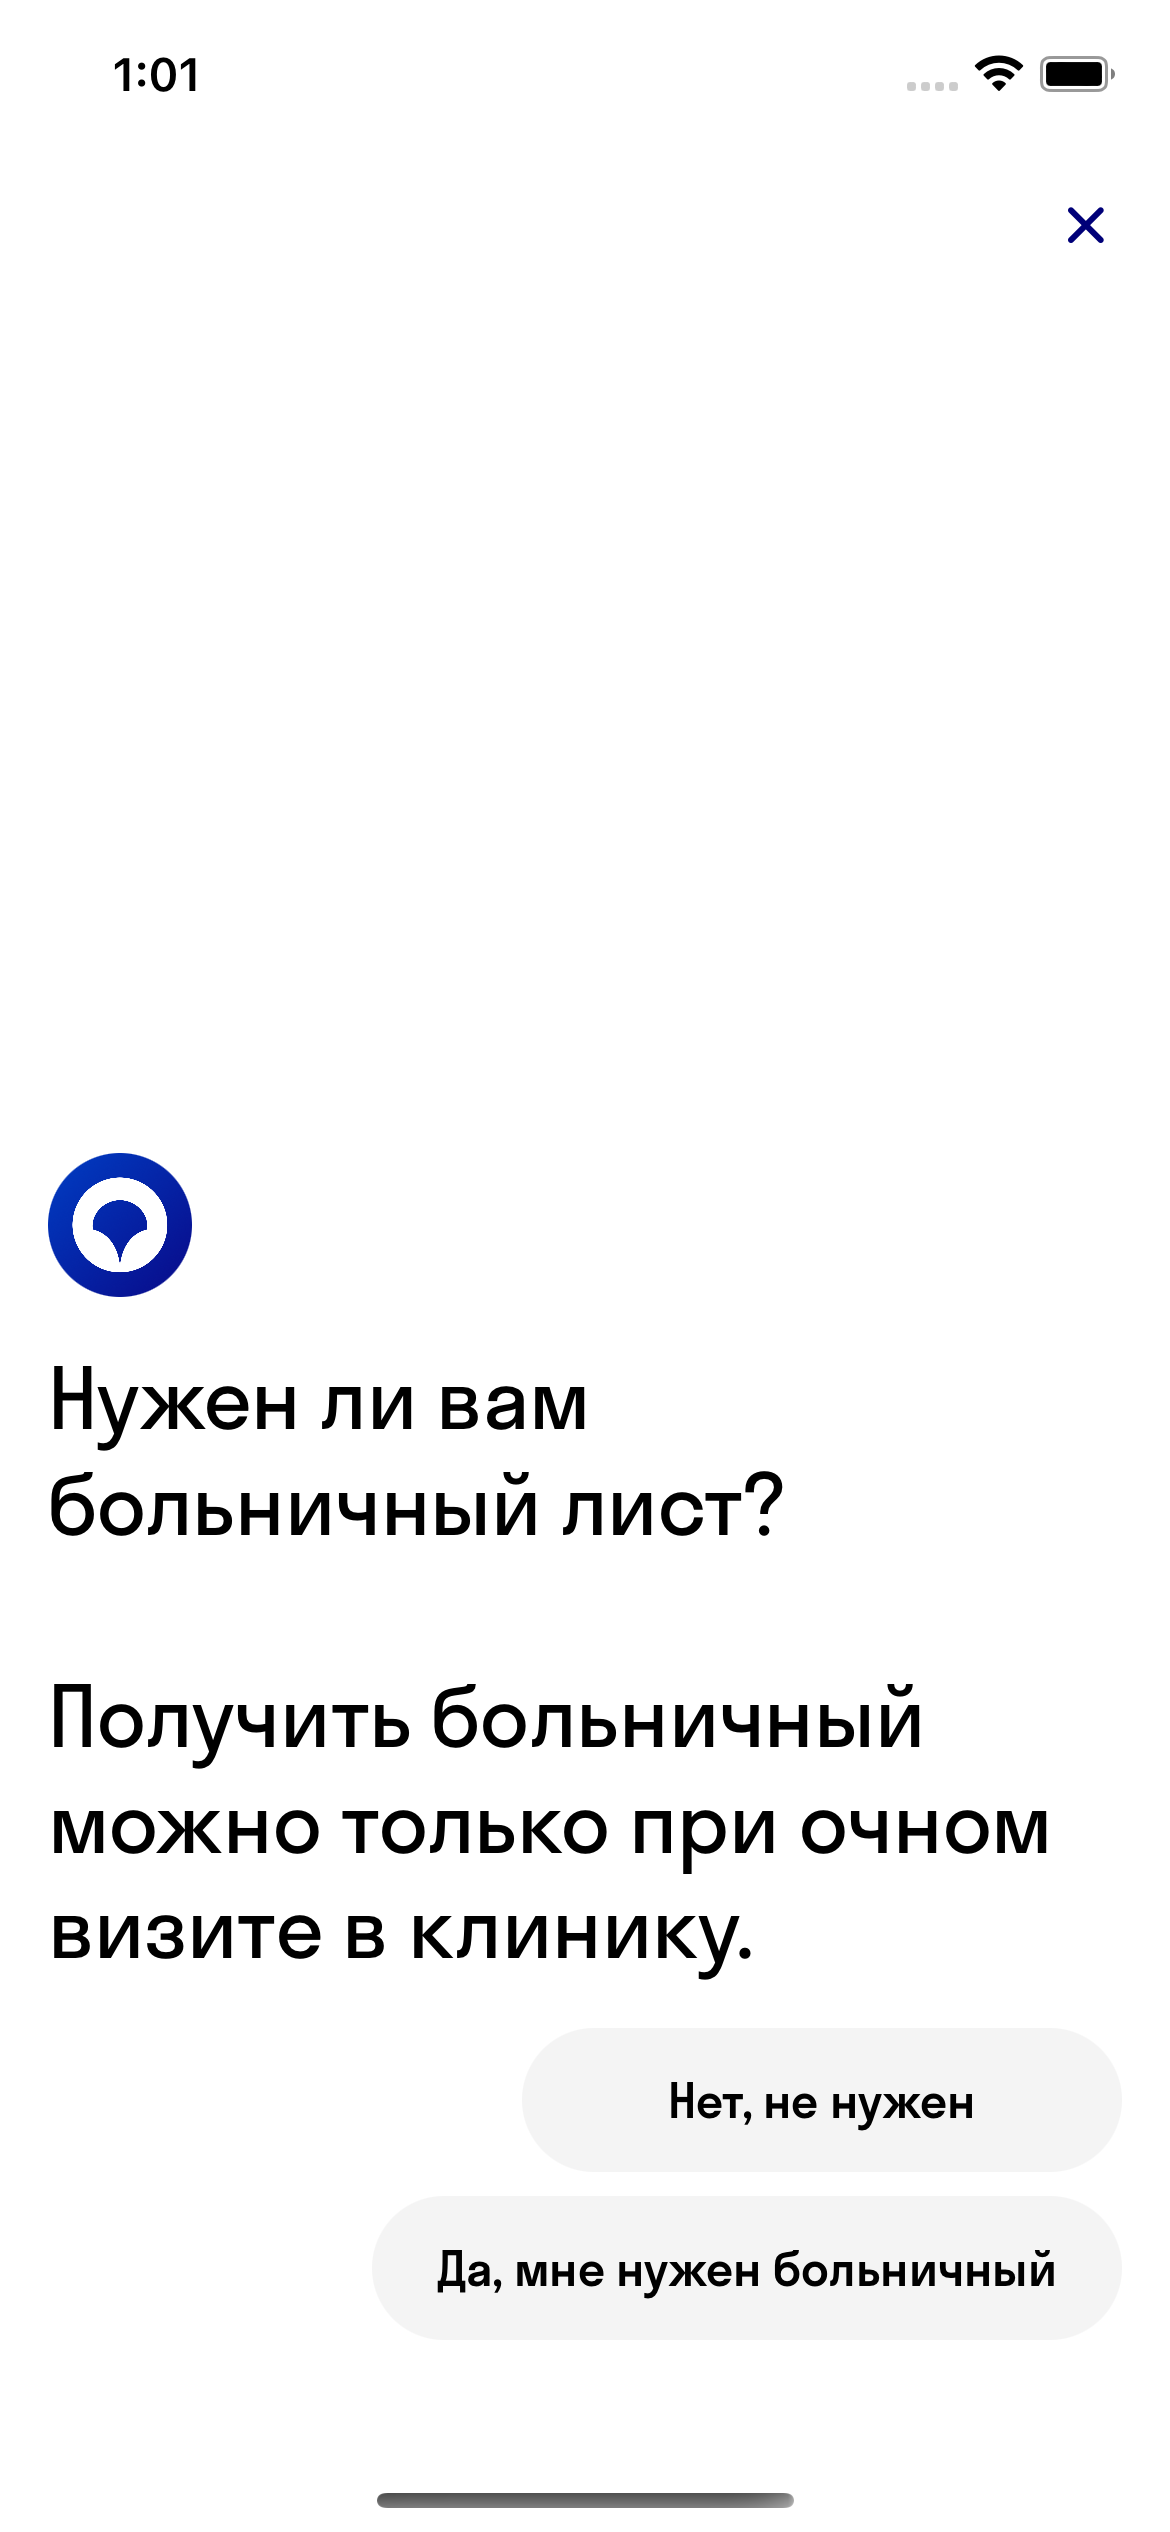 1:01
Нужен ли вам
больничный лист?
Получить больничный
можно только при очном
визите в клинику.
Нет, не нужен
Да, мне нужен больничный